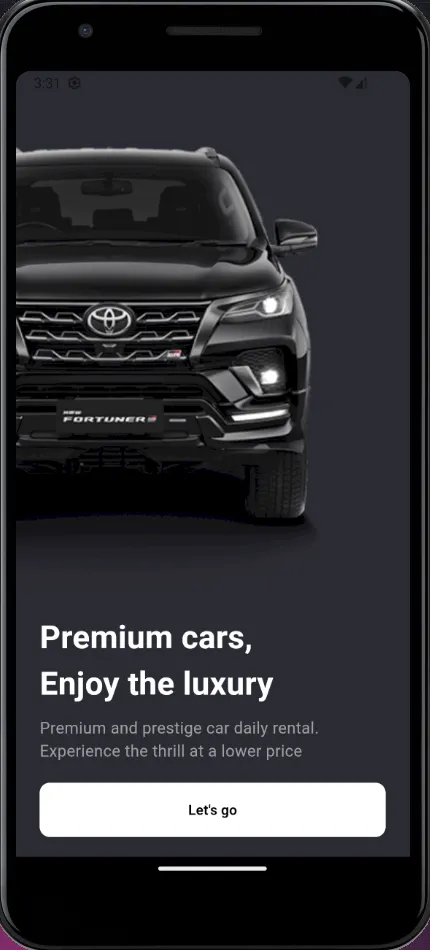 3:31
NEW
FORTUNER
Premium cars,
Enjoy the luxury
Premium and prestige car daily rental.
Experience the thrill at a lower price
Let's go